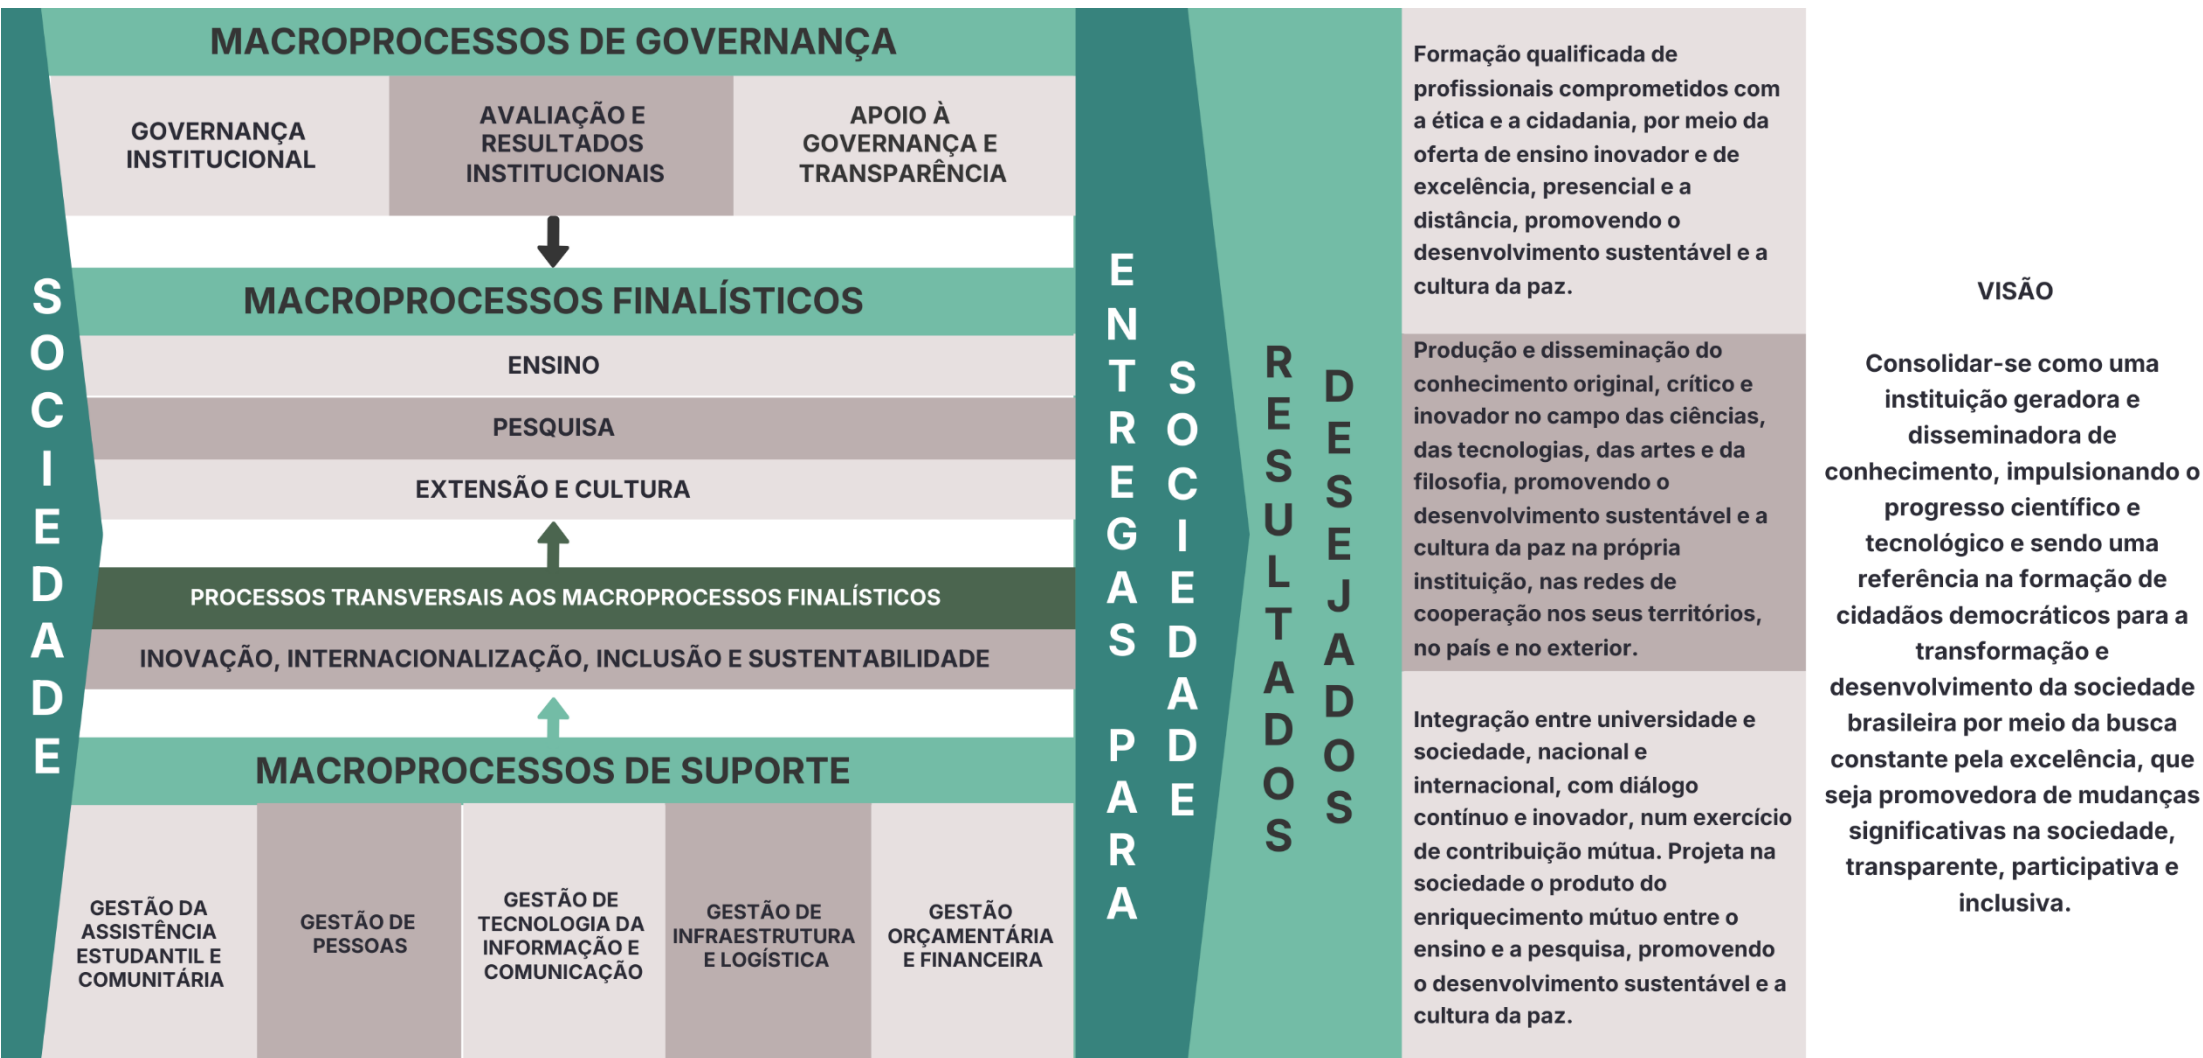 SOCIEDADE
MACROPROCESSOS DE GOVERNANÇA
GOVERNANÇA
INSTITUCIONAL
AVALIAÇÃO E
RESULTADOS
INSTITUCIONAIS
APOIO À
GOVERNANÇA E
TRANSPARÊNCIA
MACROPROCESSOS FINALÍSTICOS
ENSINO
PESQUISA
EXTENSÃO E CULTURA
PROCESSOS TRANSVERSAIS AOS MACROPROCESSOS FINALÍSTICOS
INOVAÇÃO, INTERNACIONALIZAÇÃO, INCLUSÃO E SUSTENTABILIDADE
MACROPROCESSOS DE SUPORTE
GESTÃO DA
ASSISTÊNCIA
ESTUDANTIL E
COMUNITÁRIA
GESTÃO DE
PESSOAS
GESTÃO DE
TECNOLOGIA DA
INFORMAÇÃO E
COMUNICAÇÃO
GESTÃO DE
INFRAESTRUTURA
E LOGÍSTICA
GESTÃO
ORÇAMENTÁRIA
E FINANCEIRA
ENTREGAS PARA
SOCIEDADE
RESULTADOS
DESEJADOS
Formação qualificada de
profissionais comprometidos com
a ética e a cidadania, por meio da
oferta de ensino inovador e de
excelência, presencial e a
distância, promovendo o
desenvolvimento sustentável e a
cultura da paz.
Produção e disseminação do
conhecimento original, crítico e
inovador no campo das ciências,
das tecnologias, das artes e da
filosofia, promovendo o
desenvolvimento sustentável e a
cultura da paz na própria
instituição, nas redes de
cooperação nos seus territórios,
no país e no exterior.
Integração entre universidade e
sociedade, nacional e
internacional, com diálogo
contínuo e inovador, num exercício
de contribuição mútua. Projeta na
sociedade o produto do
enriquecimento mútuo entre o
ensino e a pesquisa, promovendo
o desenvolvimento sustentável e a
cultura da paz.
VISÃO
Consolidar-se como uma
instituição geradora e
disseminadora de
conhecimento, impulsionando o
progresso científico e
tecnológico e sendo uma
referência na formação de
cidadãos democráticos para a
transformação e
desenvolvimento da sociedade
brasileira por meio da busca
constante pela excelência, que
seja promovedora de mudanças
significativas na sociedade,
transparente, participativa e
inclusiva.